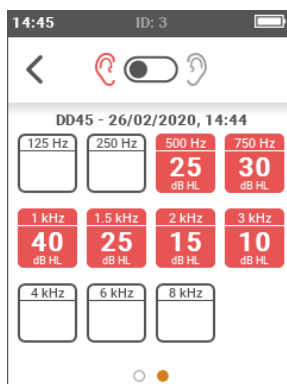 14:45 ID: 3
DD45 - 26/02/2020, 14:44
125 Hz 250 Hz 500 Hz 750 Hz
25 30
dB HL dB HL
1 kHz 1.5 kHz 2 kHz 3 kHz
40 25 15 10
dB HL dB HL dB HL dB HL
4 kHz 6 kHz 8 kHz